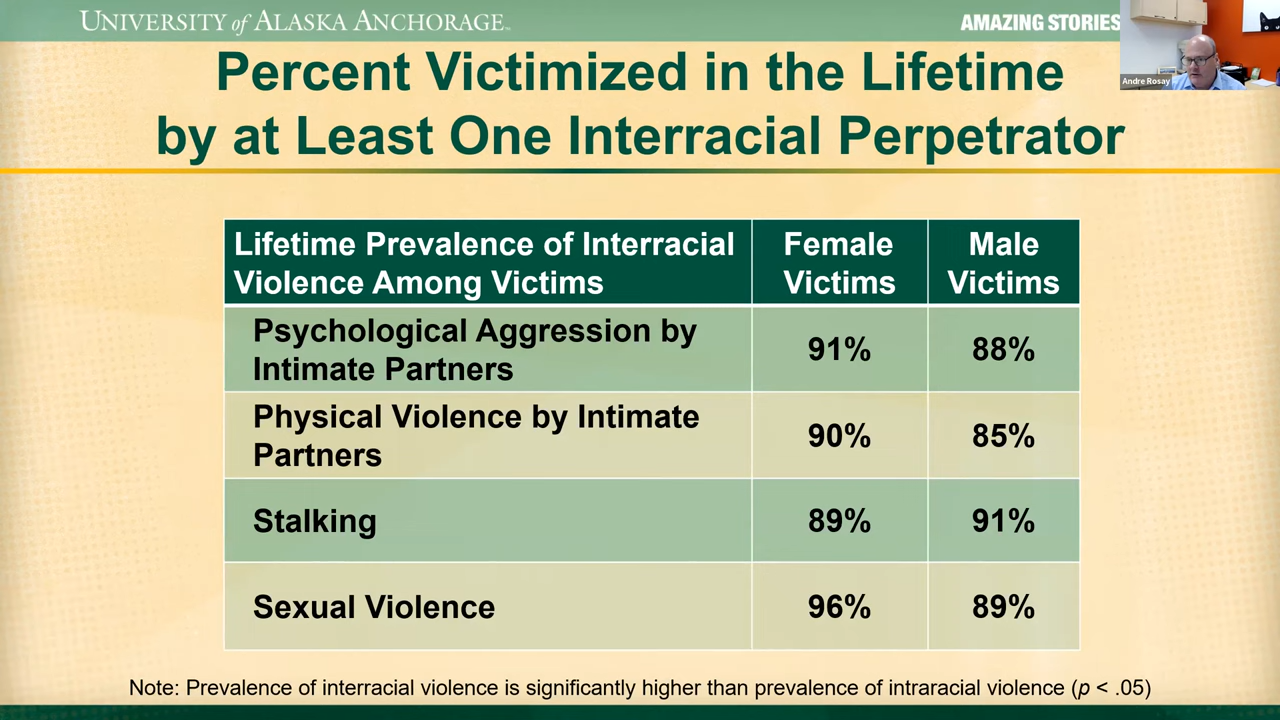 UNIVERSITY of ALASKA ANCHORAGE
AMAZING STORIES
Andre Rosay
Percent Victimized in the Lifetime
by at Least One Interracial Perpetrator
Lifetime Prevalence of Interracial
Violence Among Victims
Female
Victims
Male
Victims
Psychological Aggression by
Intimate Partners
91%
88%
Physical Violence by Intimate
Partners
90%
85%
Stalking
89%
91%
Sexual Violence
96%
89%
Note: Prevalence of interracial violence is significantly higher than prevalence of intraracial violence (p < .05)